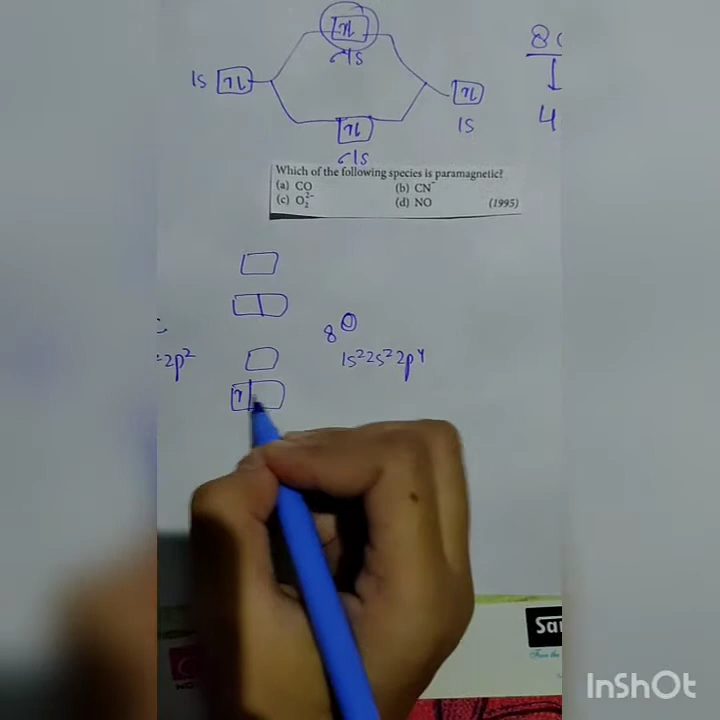 1s
σ*1s
1s
σ1s
8
4
Which of the following species is paramagnetic?
(a) CO (b) CN⁻
(c) O₂²⁻ (d) NO (1995)
8 O
2p² 1s²2s²2p⁴
InShOt